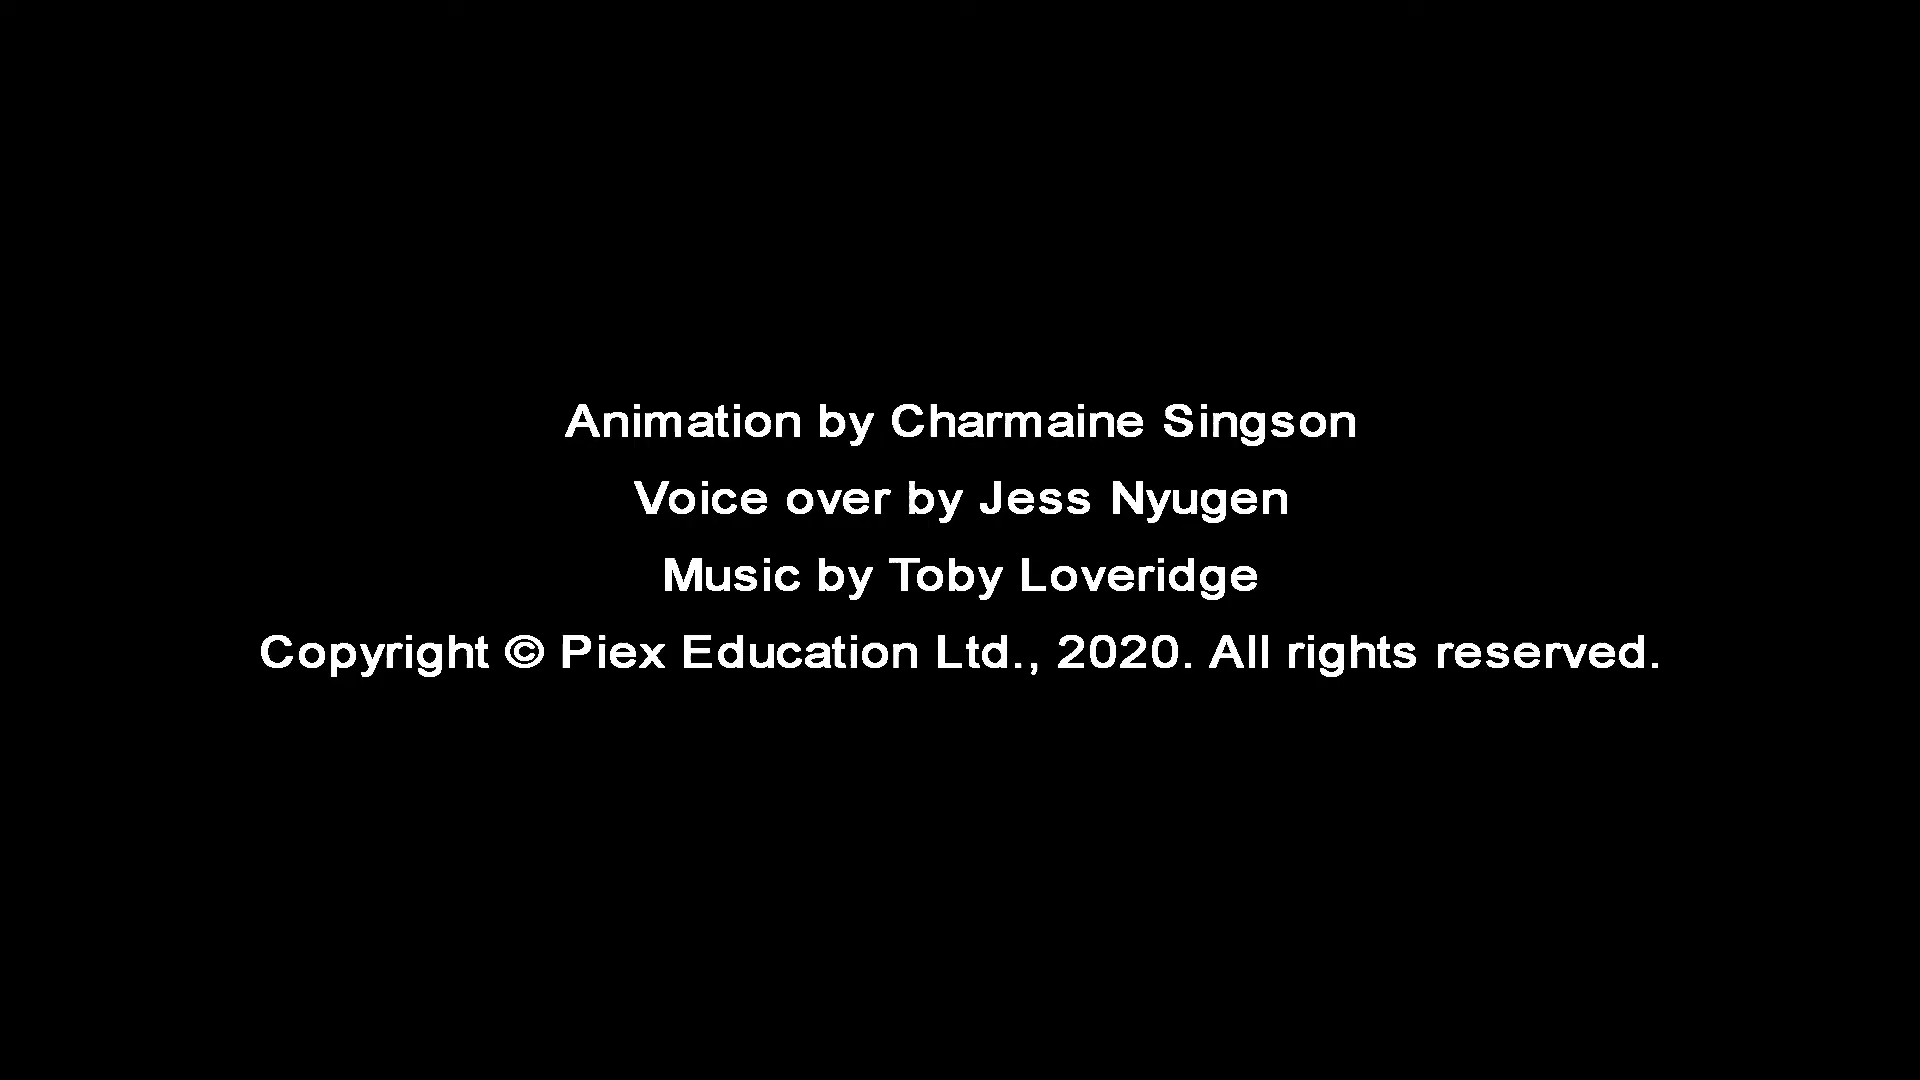 Animation by Charmaine Singson
Voice over by Jess Nyugen
Music by Toby Loveridge
Copyright © Piex Education Ltd., 2020. All rights reserved.